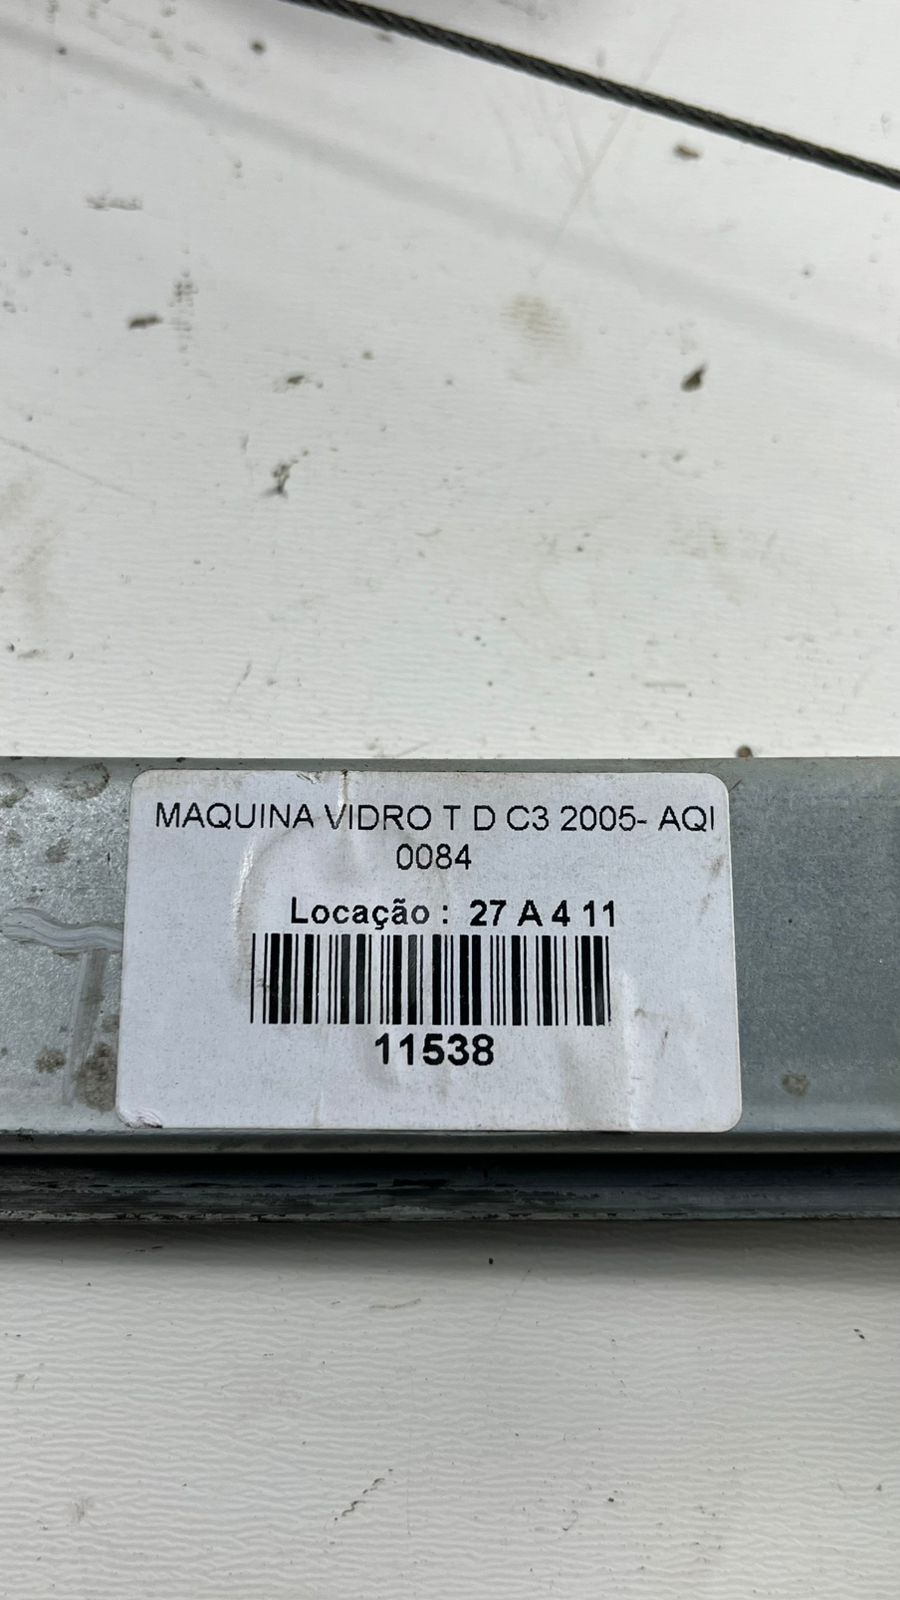 MAQUINA VIDRO T D C3 2005- AQI
0084
Locação : 27 A 4 11
11538